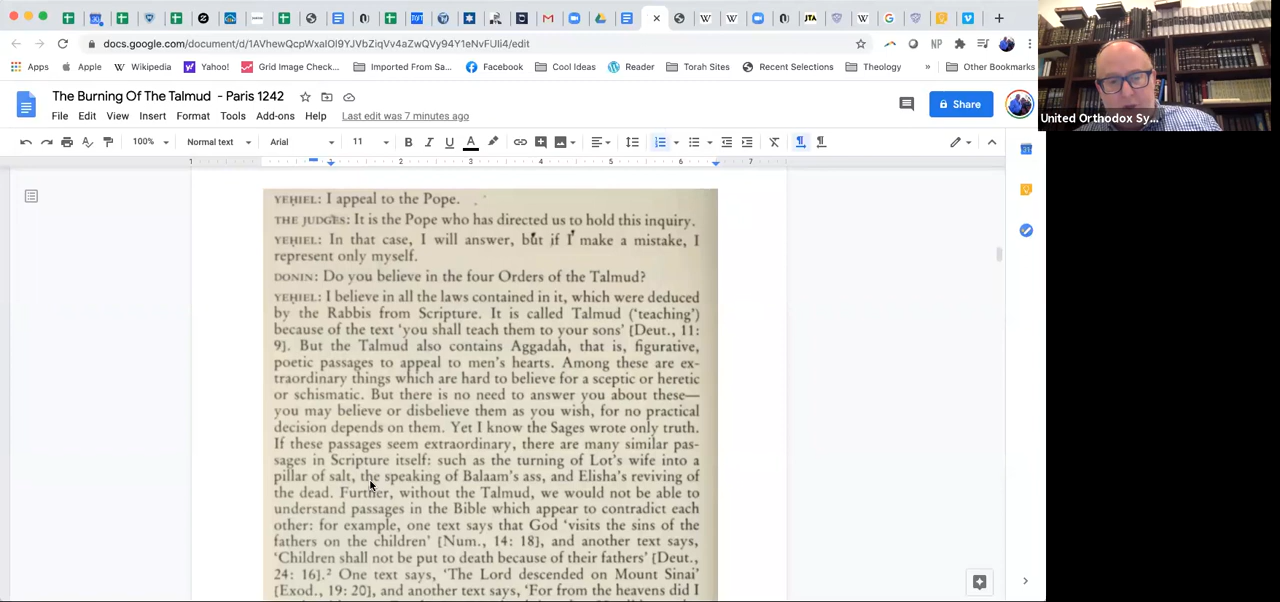 docs.google.com/document/d/1AVhewQcpWxaIOl9YJVbZiqVv4aZwQVy94Y1eNvFUli4/edit
NP
Apps Apple Wikipedia Yahoo! Grid Image Check... Imported From Sa... Facebook Cool Ideas Reader Torah Sites Recent Selections Theology » Other Bookmarks
The Burning Of The Talmud - Paris 1242
Share
File Edit View Insert Format Tools Add-ons Help Last edit was 7 minutes ago
100% Normal text Arial 11 B I U A
1 1 2 3 4 5 6 7
YEḤIEL: I appeal to the Pope.
THE JUDGES: It is the Pope who has directed us to hold this inquiry.
YEḤIEL: In that case, I will answer, but if I make a mistake, I
represent only myself.
DONIN: Do you believe in the four Orders of the Talmud?
YEḤIEL: I believe in all the laws contained in it, which were deduced
by the Rabbis from Scripture. It is called Talmud (‘teaching’)
because of the text ‘you shall teach them to your sons’ [Deut., 11:
9]. But the Talmud also contains Aggadah, that is, figurative,
poetic passages to appeal to men's hearts. Among these are ex-
traordinary things which are hard to believe for a sceptic or heretic
or schismatic. But there is no need to answer you about these—
you may believe or disbelieve them as you wish, for no practical
decision depends on them. Yet I know the Sages wrote only truth.
If these passages seem extraordinary, there are many similar pas-
sages in Scripture itself: such as the turning of Lot's wife into a
pillar of salt, the speaking of Balaam's ass, and Elisha's reviving of
the dead. Further, without the Talmud, we would not be able to
understand passages in the Bible which appear to contradict each
other: for example, one text says that God ‘visits the sins of the
fathers on the children’ [Num., 14: 18], and another text says,
‘Children shall not be put to death because of their fathers’ [Deut.,
24: 16].² One text says, ‘The Lord descended on Mount Sinai’
[Exod., 19: 20], and another text says, ‘For from the heavens did I
United Orthodox Sy...